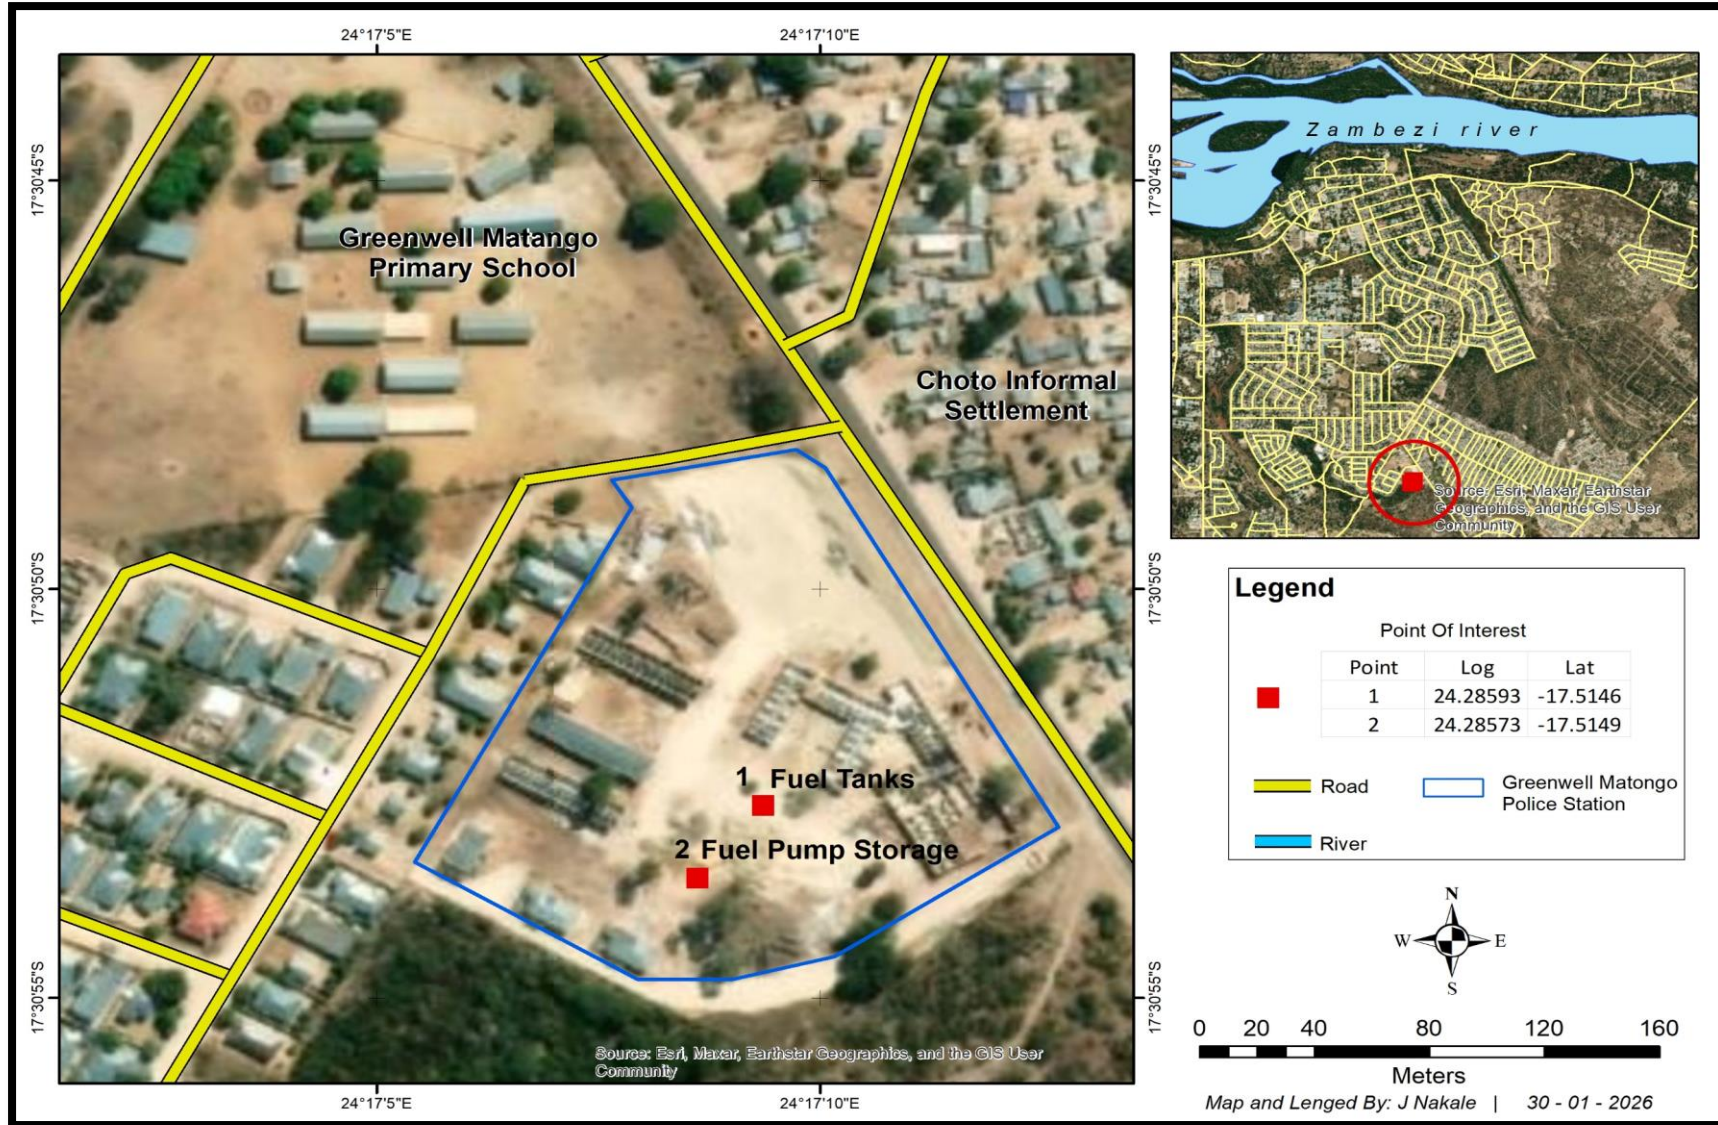 24°17'5"E
24°17'10"E
17°30'45"S
17°30'45"S
Greenwell Matango
Primary School
Choto Informal
Settlement
17°30'50"S
17°30'50"S
1 Fuel Tanks
2 Fuel Pump Storage
17°30'55"S
17°30'55"S
Source: Esri, Maxar, Earthstar Geographics, and the GIS User
Community
24°17'5"E
24°17'10"E
Zambezi river
Source: Esri, Maxar, Earthstar
Geographics, and the GIS User
Community
Legend
Point Of Interest
Point Log Lat
1 24.28593 -17.5146
2 24.28573 -17.5149
Road
Greenwell Matongo
Police Station
River
N
W E
S
0 20 40 80 120 160
Meters
Map and Lenged By: J Nakale | 30 - 01 - 2026